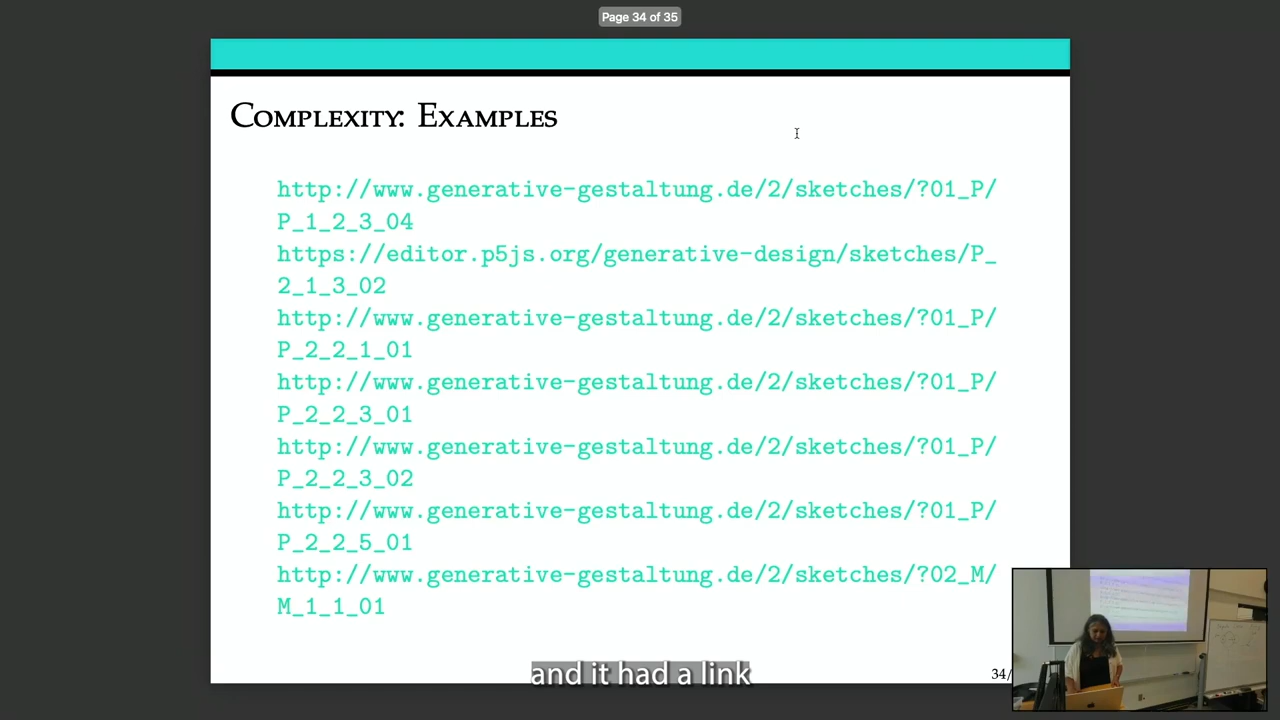 Page 34 of 35
COMPLEXITY: EXAMPLES
http://www.generative-gestaltung.de/2/sketches/?01_P/
P_1_2_3_04
https://editor.p5js.org/generative-design/sketches/P_
2_1_3_02
http://www.generative-gestaltung.de/2/sketches/?01_P/
P_2_2_1_01
http://www.generative-gestaltung.de/2/sketches/?01_P/
P_2_2_3_01
http://www.generative-gestaltung.de/2/sketches/?01_P/
P_2_2_3_02
http://www.generative-gestaltung.de/2/sketches/?01_P/
P_2_2_5_01
http://www.generative-gestaltung.de/2/sketches/?02_M/
M_1_1_01
34/
and it had a link